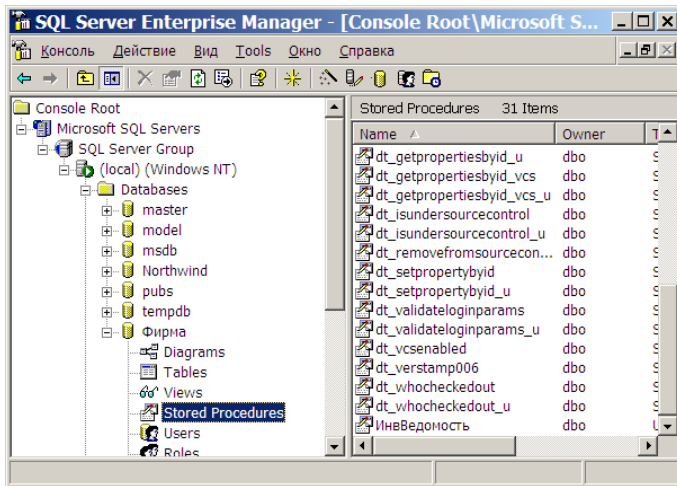 SQL Server Enterprise Manager - [Console Root\Microsoft S...
Консоль Действие Вид Tools Окно Справка
Console Root
Microsoft SQL Servers
SQL Server Group
(local) (Windows NT)
Databases
master
model
msdb
Northwind
pubs
tempdb
Фирма
Diagrams
Tables
Views
Stored Procedures
Users
Roles
Stored Procedures 31 Items
Name Owner T
dt_getpropertiesbyid_u dbo S
dt_getpropertiesbyid_vcs dbo S
dt_getpropertiesbyid_vcs_u dbo S
dt_isundersourcecontrol dbo S
dt_isundersourcecontrol_u dbo S
dt_removefromsourcecon... dbo S
dt_setpropertybyid dbo S
dt_setpropertybyid_u dbo S
dt_validateloginparams dbo S
dt_validateloginparams_u dbo S
dt_vcsenabled dbo S
dt_verstamp006 dbo S
dt_whocheckedout dbo S
dt_whocheckedout_u dbo S
ИнвВедомость dbo U